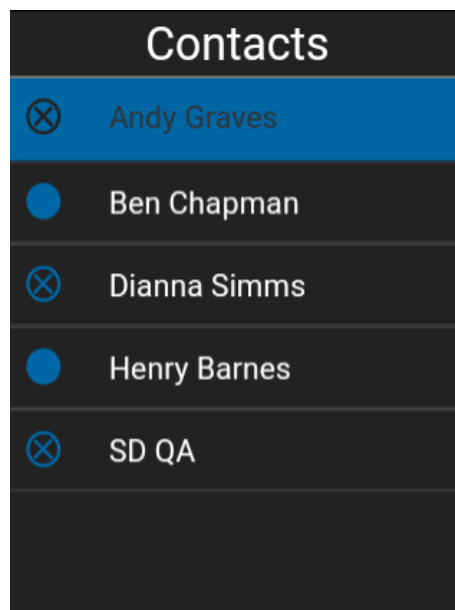 Contacts
Andy Graves
Ben Chapman
Dianna Simms
Henry Barnes
SD QA